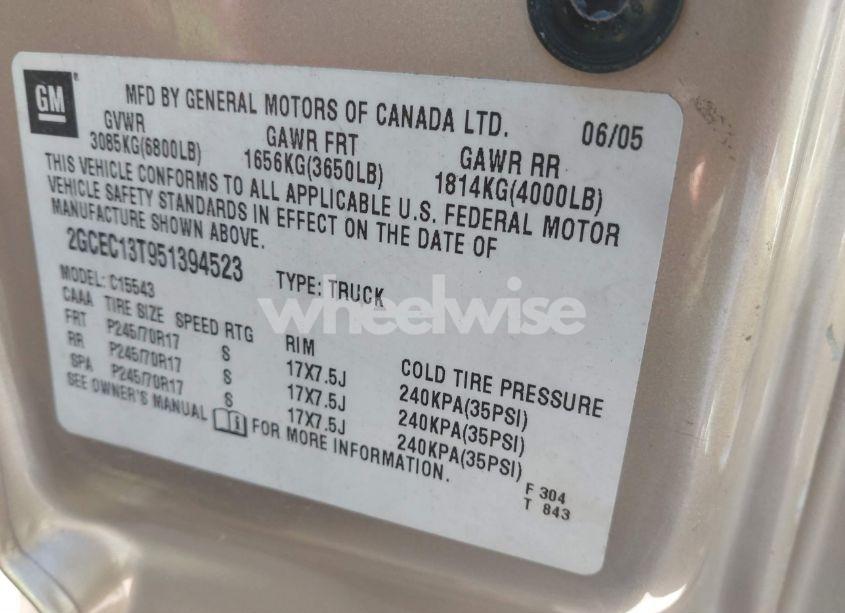 GM
MFD BY GENERAL MOTORS OF CANADA LTD. 06/05
GVWR GAWR FRT GAWR RR
3085KG(6800LB) 1656KG(3650LB) 1814KG(4000LB)
THIS VEHICLE CONFORMS TO ALL APPLICABLE U.S. FEDERAL MOTOR
VEHICLE SAFETY STANDARDS IN EFFECT ON THE DATE OF
MANUFACTURE SHOWN ABOVE.
2GCEC13T951394523 TYPE: TRUCK
MODEL: C15543
CAAA TIRE SIZE SPEED RTG RIM COLD TIRE PRESSURE
FRT P245/70R17 S 17X7.5J 240KPA(35PSI)
RR P245/70R17 S 17X7.5J 240KPA(35PSI)
SPA P245/70R17 S 17X7.5J 240KPA(35PSI)
SEE OWNER'S MANUAL FOR MORE INFORMATION.
F 304
T 843
wheelwise